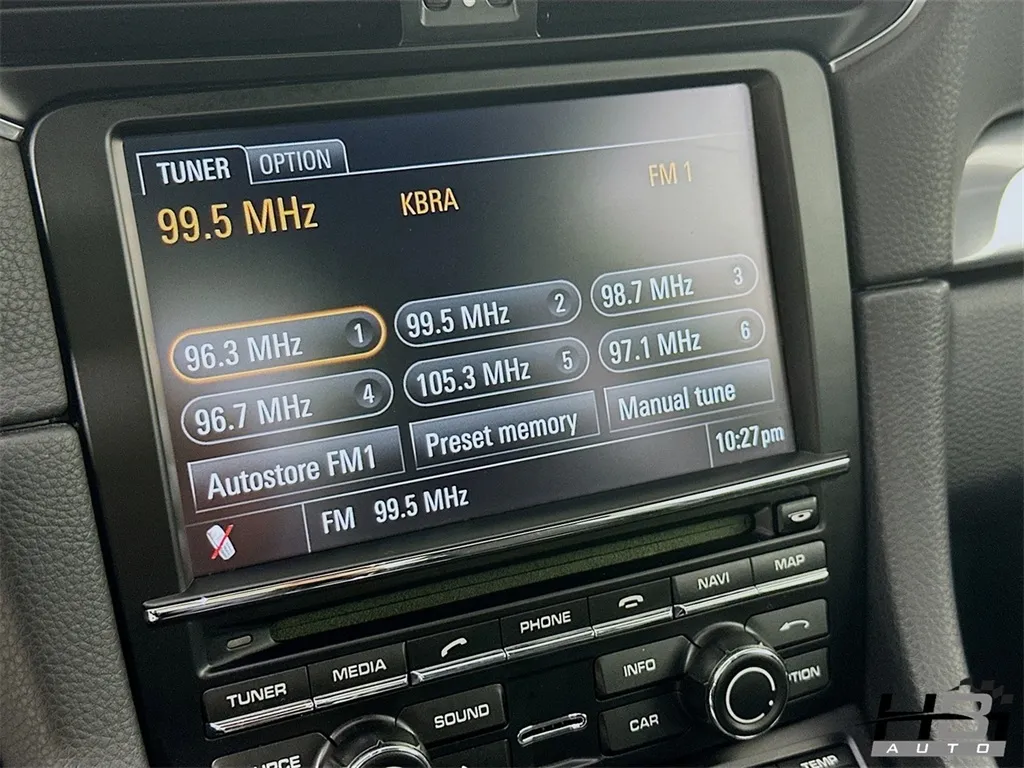 TUNER OPTION
99.5 MHz KBRA FM 1
96.3 MHz 1 99.5 MHz 2 98.7 MHz 3
96.7 MHz 4 105.3 MHz 5 97.1 MHz 6
Autostore FM1 Preset memory Manual tune
FM 99.5 MHz 10:27pm
TUNER MEDIA PHONE NAVI MAP
SOUND INFO
CAR
TEMP
AUTO